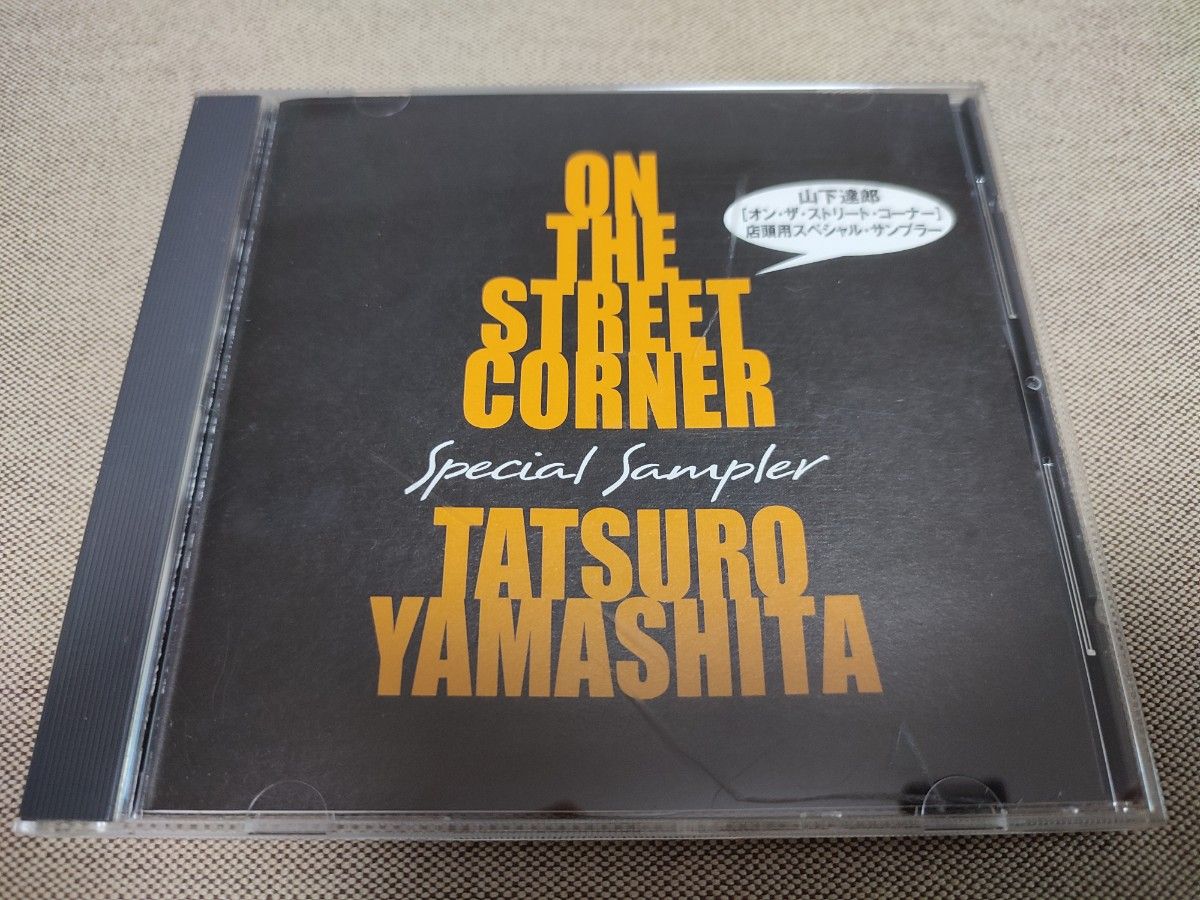 ON
THE
STREET
CORNER
Special Sampler
TATSURO
YAMASHITA
山下達郎
[オン・ザ・ストリート・コーナー]
店頭用スペシャル・サンプラー